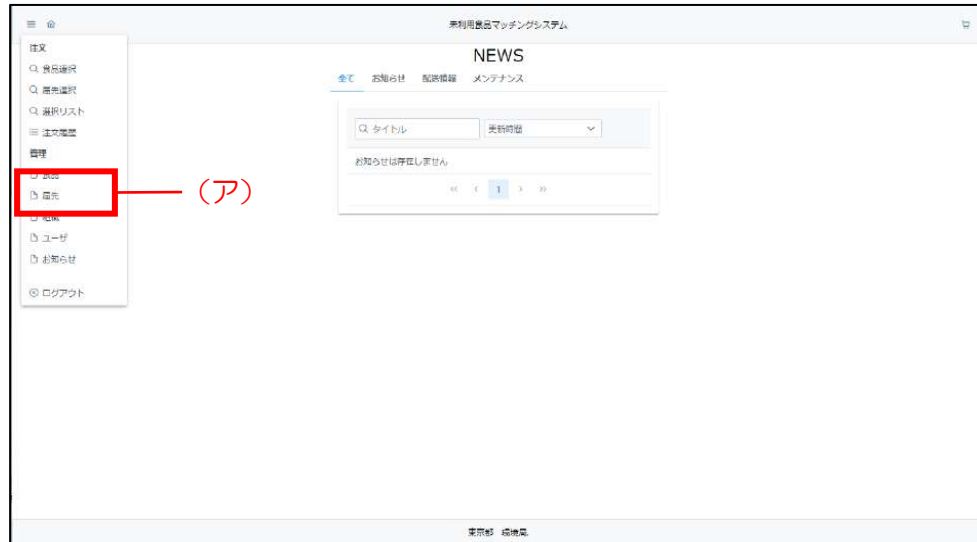 未利用食品マッチングシステム
注文
食品選択
届先選択
選択リスト
注文履歴
管理
食品
届先
組織
ユーザ
お知らせ
ログアウト
(ア)
NEWS
全て お知らせ 配送情報 メンテナンス
タイトル 更新時間
お知らせは存在しません
« ‹ 1 › »
東京都 環境局